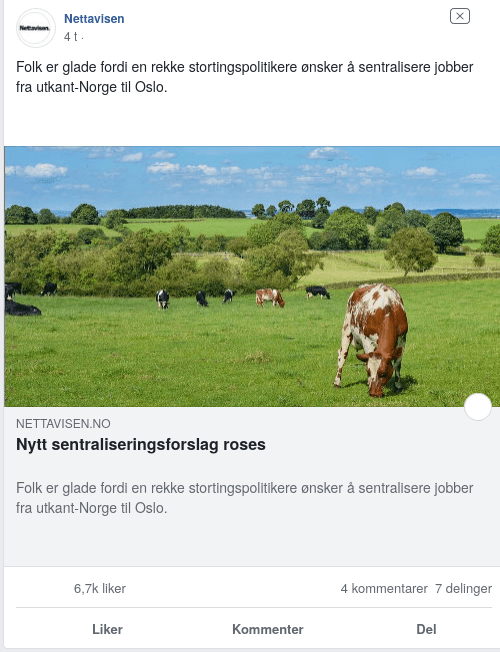 Nettavisen.
Nettavisen
4 t ·
Folk er glade fordi en rekke stortingspolitikere ønsker å sentralisere jobber
fra utkant-Norge til Oslo.
NETTAVISEN.NO
Nytt sentraliseringsforslag roses
Folk er glade fordi en rekke stortingspolitikere ønsker å sentralisere jobber
fra utkant-Norge til Oslo.
6,7k liker 4 kommentarer 7 delinger
Liker Kommenter Del